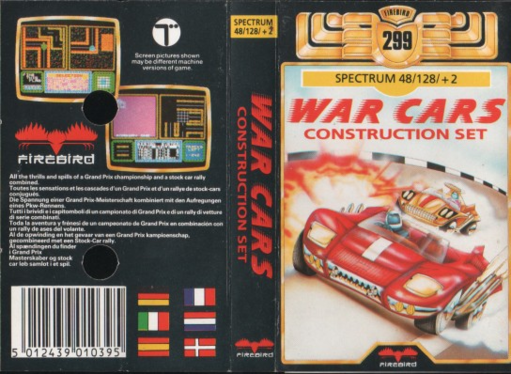 Screen pictures shown
may be different machine
versions of game.
FIREBIRD
All the thrills and spills of a Grand Prix championship and a stock car rally
combined.
Toutes les sensations et les cascades d'un Grand Prix et d'un rallye de stock-cars
conjugués.
Die Spannung einer Grand Prix-Meisterschaft kombiniert mit den Aufregungen
eines Pkw-Rennens.
Tutti i brividi e i capitomboli di un campionato di Grand Prix e di un rally di vetture
di serie combinati.
Toda la aventura y frénesi de un campeonato de Grand Prix en combinación con
un rally de ases del volante.
Al de opwinding en het gevaar van een Grand Prix kampioenschap,
gecombineerd met een Stock-Car rally.
Al spændingen du finder
i Grand Prix
Masterskaber og stock
car løb samlot i et spil.
5 012439 010395
SPECTRUM
48/128/+2
WAR CARS
CONSTRUCTION SET
FIREBIRD
FIREBIRD
299
SPECTRUM 48/128/+2
WAR CARS
CONSTRUCTION SET
FIREBIRD